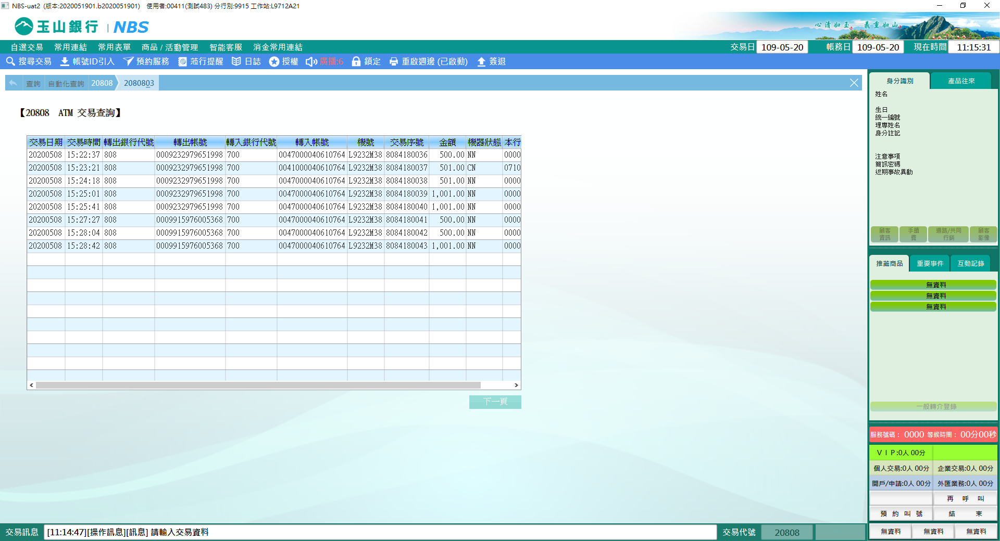 NBS-uat2 (版本:2020051901.b2020051901) 使用者:00411(測試483) 分行別:9915 工作站:L9712A21
玉山銀行 | NBS
心清如玉。義重如山。
自選交易 常用連結 常用表單 商品 / 活動管理 智能客服 消金常用連結 交易日 109-05-20 帳務日 109-05-20 現在時間 11:15:31
搜尋交易 帳號ID引入 預約服務 蒞行提醒 日誌 授權 廣播:6 鎖定 重啟週邊 (已啟動) 簽退
查詢 自動化查詢 20808 2080803
【20808 ATM 交易查詢】
交易日期 交易時間 轉出銀行代號 轉出帳號 轉入銀行代號 轉入帳號 機號 交易序號 金額 機器狀態 本行
20200508 15:22:37 808 0009232979651998 700 0047000040610764 L9232M38 8084180036 500.00 NN 0000
20200508 15:23:21 808 0009232979651998 700 0041000040610764 L9232M38 8084180037 501.00 CN 0710
20200508 15:24:18 808 0009232979651998 700 0047000040610764 L9232M38 8084180038 501.00 NN 0000
20200508 15:25:01 808 0009232979651998 700 0047000040610764 L9232M38 8084180039 1,001.00 NN 0000
20200508 15:25:41 808 0009232979651998 700 0047000040610764 L9232M38 8084180040 1,001.00 NN 0000
20200508 15:27:27 808 0009915976005368 700 0047000040610764 L9232M38 8084180041 500.00 NN 0000
20200508 15:28:04 808 0009915976005368 700 0047000040610764 L9232M38 8084180042 500.00 NN 0000
20200508 15:28:42 808 0009915976005368 700 0047000040610764 L9232M38 8084180043 1,001.00 NN 0000
下一頁
身分識別 產品往來
姓名
生日
統一編號
理專姓名
身分註記
注意事項
簡訊密碼
近期事故異動
顧客資訊 手續費 通路/共同行銷 顧客影像
推薦商品 重要事件 互動記錄
無資料
無資料
無資料
一般轉介登錄
服務號碼： 0000 等候時間： 00分00秒
ＶＩＰ:0人 00分
個人交易:0人 00分 企業交易:0人 00分
開戶/申請:0人 00分 外匯業務:0人 00分
再 呼 叫
預 約 叫 號 結 束
無資料 無資料 無資料
交易訊息 [11:14:47][操作訊息][訊息] 請輸入交易資料 交易代號 20808